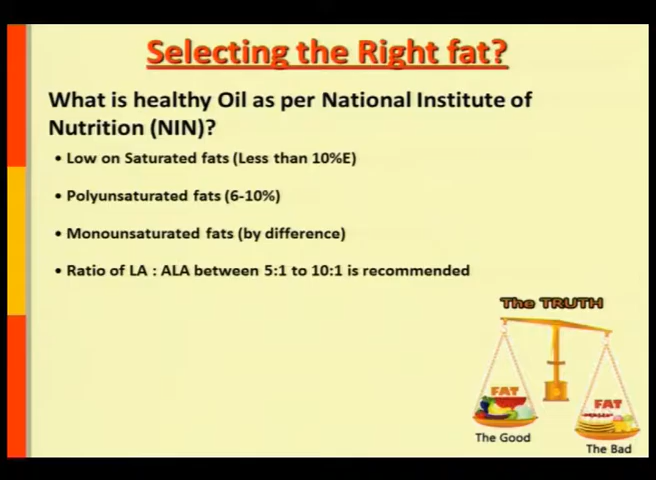 Selecting the Right fat?
What is healthy Oil as per National Institute of
Nutrition (NIN)?
• Low on Saturated fats (Less than 10%E)
• Polyunsaturated fats (6-10%)
• Monounsaturated fats (by difference)
• Ratio of LA : ALA between 5:1 to 10:1 is recommended
The TRUTH
FAT
FAT
The Good
The Bad